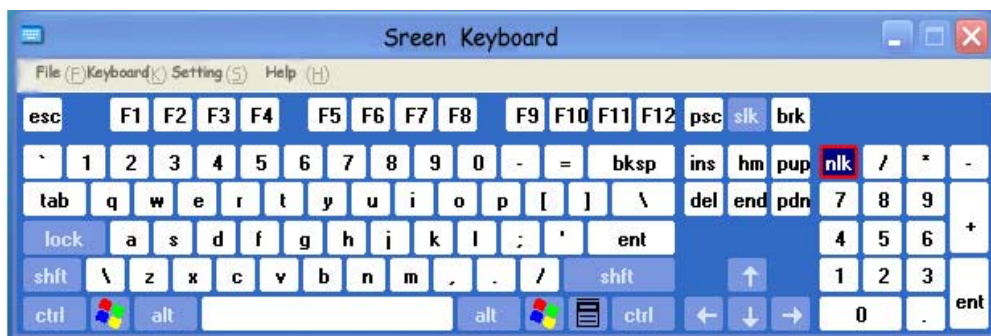 Sreen Keyboard
File (F) Keyboard(K) Setting (S) Help (H)
esc F1 F2 F3 F4 F5 F6 F7 F8 F9 F10 F11 F12 psc slk brk
` 1 2 3 4 5 6 7 8 9 0 - = bksp ins hm pup nlk / * -
tab q w e r t y u i o p [ ] \ del end pdn 7 8 9 +
lock a s d f g h j k l ; ' ent 4 5 6
shft \ z x c v b n m , . / shft ↑ 1 2 3 ent
ctrl alt alt ctrl ← ↓ → 0 .